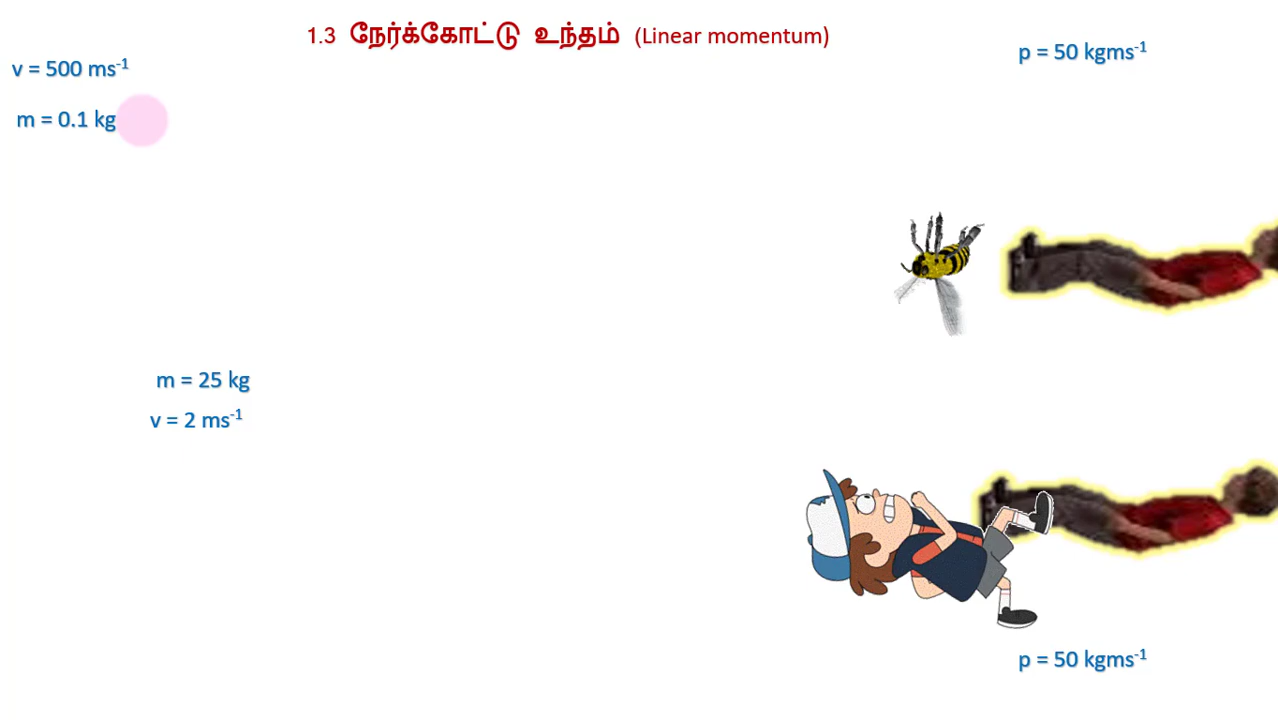 1.3 நேர்க்கோட்டு உந்தம் (Linear momentum)
p = 50 kgms⁻¹
v = 500 ms⁻¹
m = 0.1 kg
m = 25 kg
v = 2 ms⁻¹
p = 50 kgms⁻¹